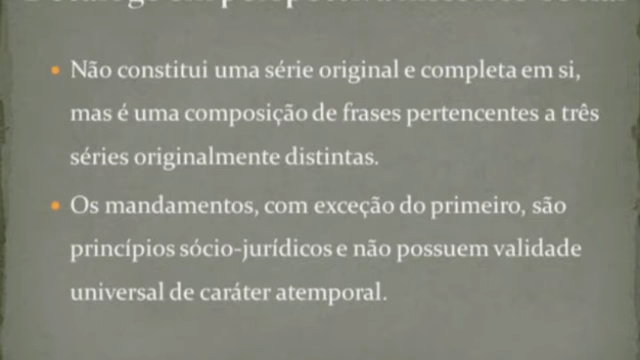 Não constitui uma série original e completa em si,
mas é uma composição de frases pertencentes a três
séries originalmente distintas.
Os mandamentos, com exceção do primeiro, são
princípios sócio-jurídicos e não possuem validade
universal de caráter atemporal.